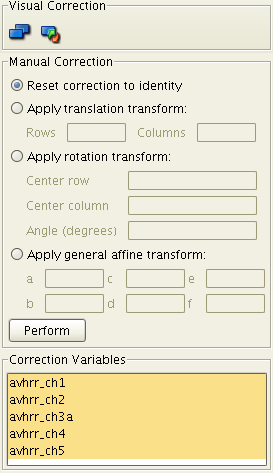 Visual Correction
Manual Correction
Reset correction to identity
Apply translation transform:
Rows Columns
Apply rotation transform:
Center row
Center column
Angle (degrees)
Apply general affine transform:
a c e
b d f
Perform
Correction Variables
avhrr_ch1
avhrr_ch2
avhrr_ch3a
avhrr_ch4
avhrr_ch5